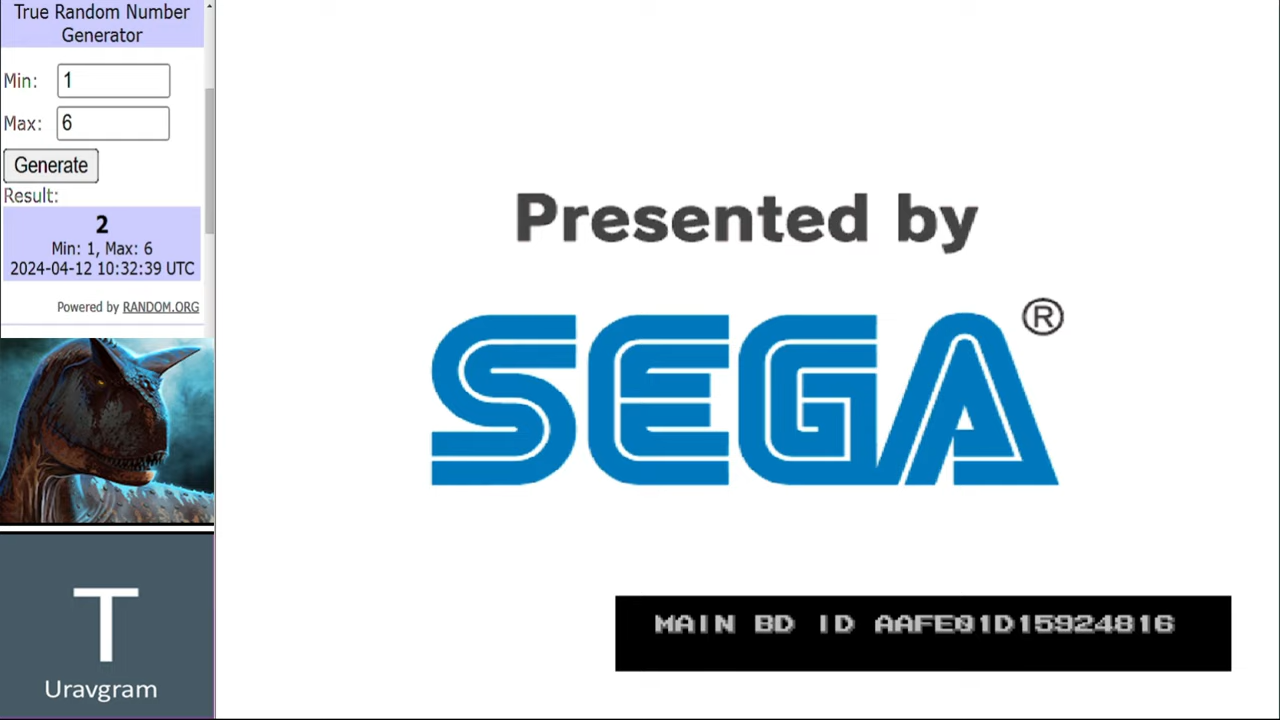 True Random Number
Generator
Min: 1
Max: 6
Generate
Result:
2
Min: 1, Max: 6
2024-04-12 10:32:39 UTC
Powered by RANDOM.ORG
T
Uravgram
Presented by
SEGA®
MAIN BD ID AAFE01D15924816